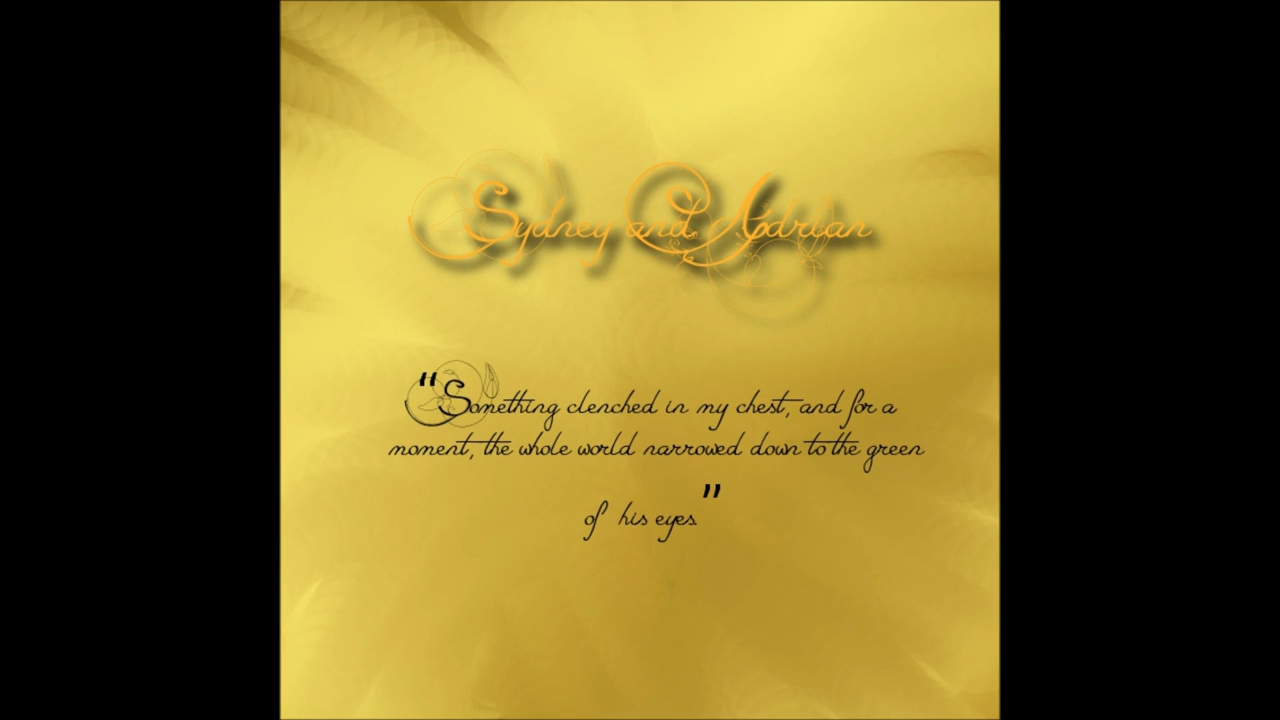 Sydney and Adrian
"Something clenched in my chest, and for a
moment, the whole world narrowed down to the green
of his eyes."